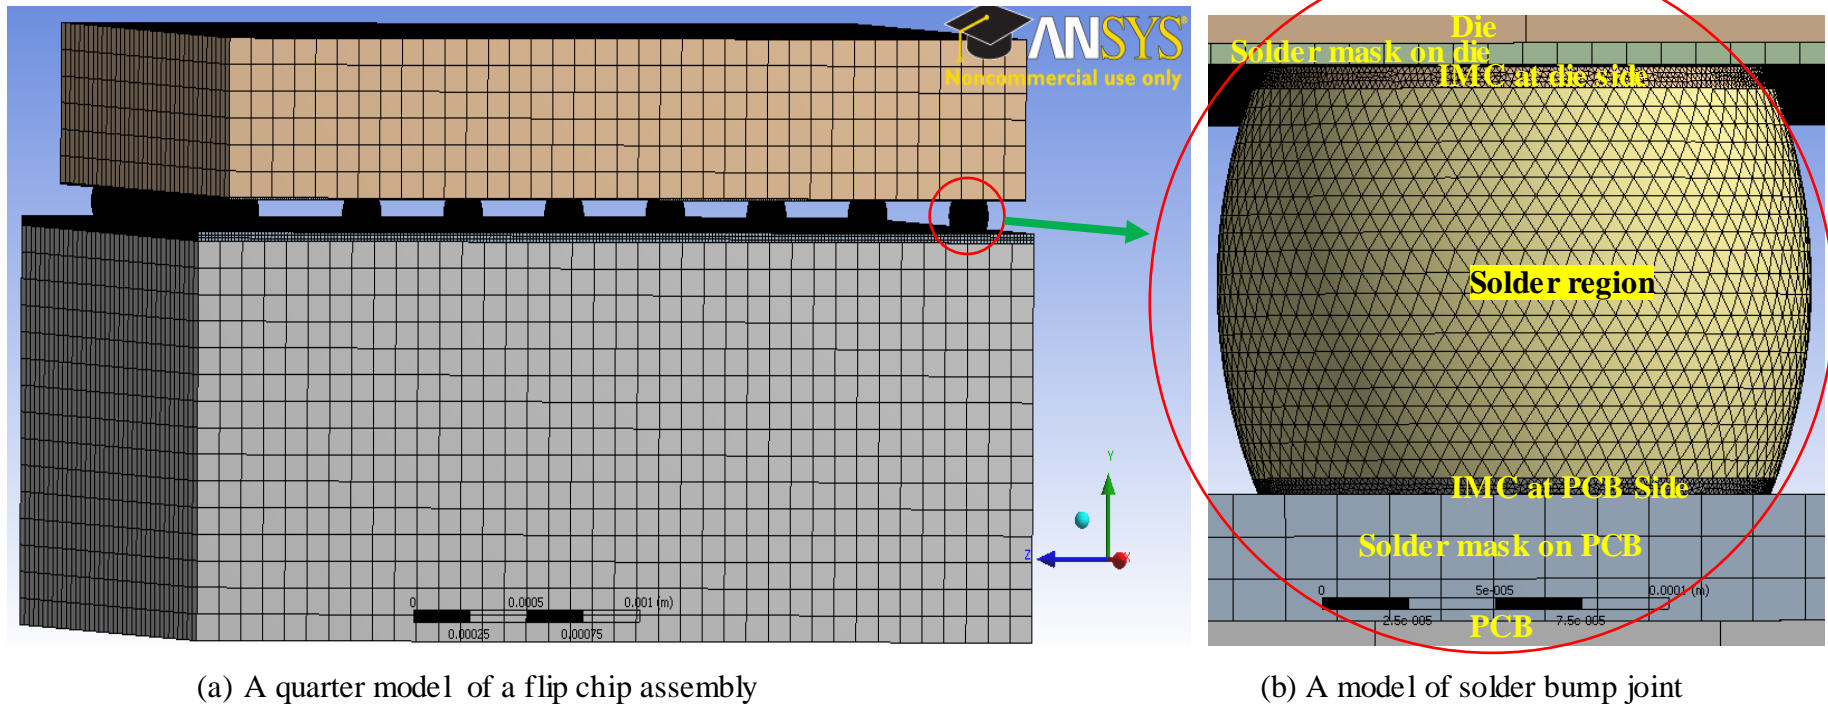 ANSYS
Noncommercial use only
Y
Z
X
0 0.0005 0.001 (m)
0.00025 0.00075
Die
Solder mask on die
IMC at die side
Solder region
IMC at PCB Side
Solder mask on PCB
0 5e-005 0.0001 (m)
2.5e-005 7.5e-005
PCB
(a) A quarter model of a flip chip assembly
(b) A model of solder bump joint